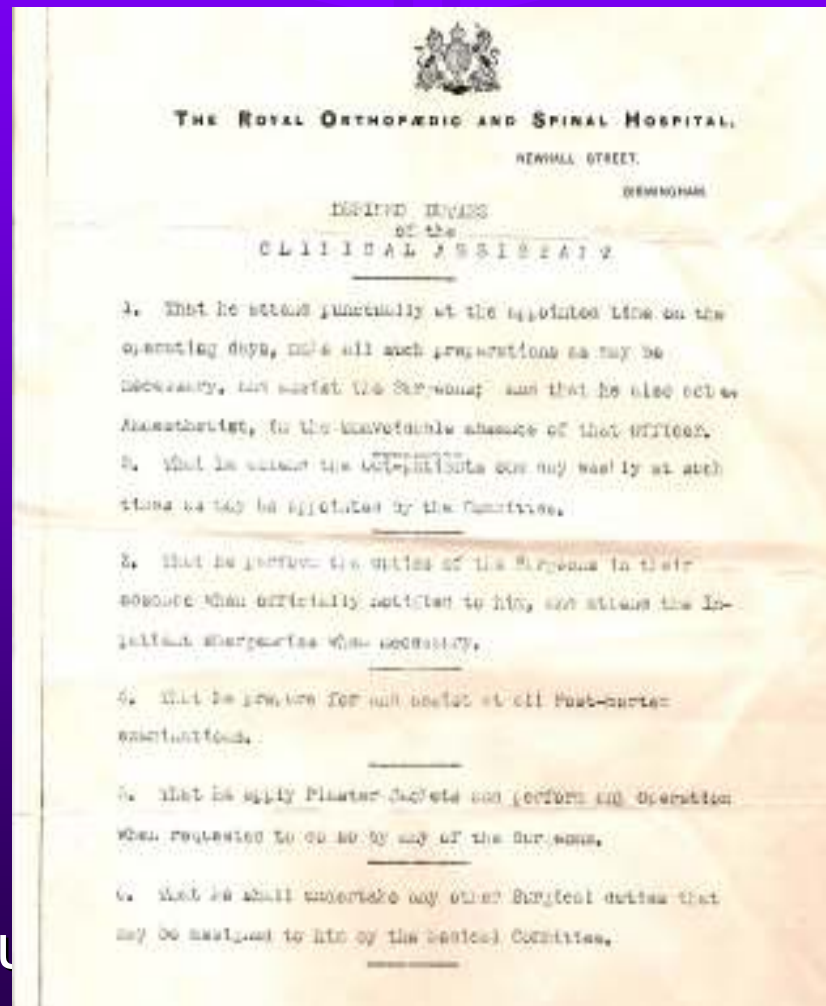 THE ROYAL ORTHOPÆDIC AND SPINAL HOSPITAL.
NEWHALL STREET.
BIRMINGHAM.
DEFINED DUTIES
of the
CLINICAL ASSISTANT
1. That he attend punctually at the appointed time on the
operating days, make all such preparations as may be
necessary, and assist the Surgeons; and that he also act as
Anaesthetist, in the unavoidable absence of that Officer.
2. That he attend the Out-patients one day weekly at such
times as may be appointed by the Committee.
3. That he perform the duties of the Surgeons in their
absence when officially notified to him, and attend the In-
patient when necessary.
4. That he prepare for and assist at all Post-mortem
examinations.
5. That he apply Plaster Jackets and perform any Operation
when requested to do so by any of the Surgeons.
6. That he shall undertake any other Surgical duties that
may be assigned to him by the Medical Committee.